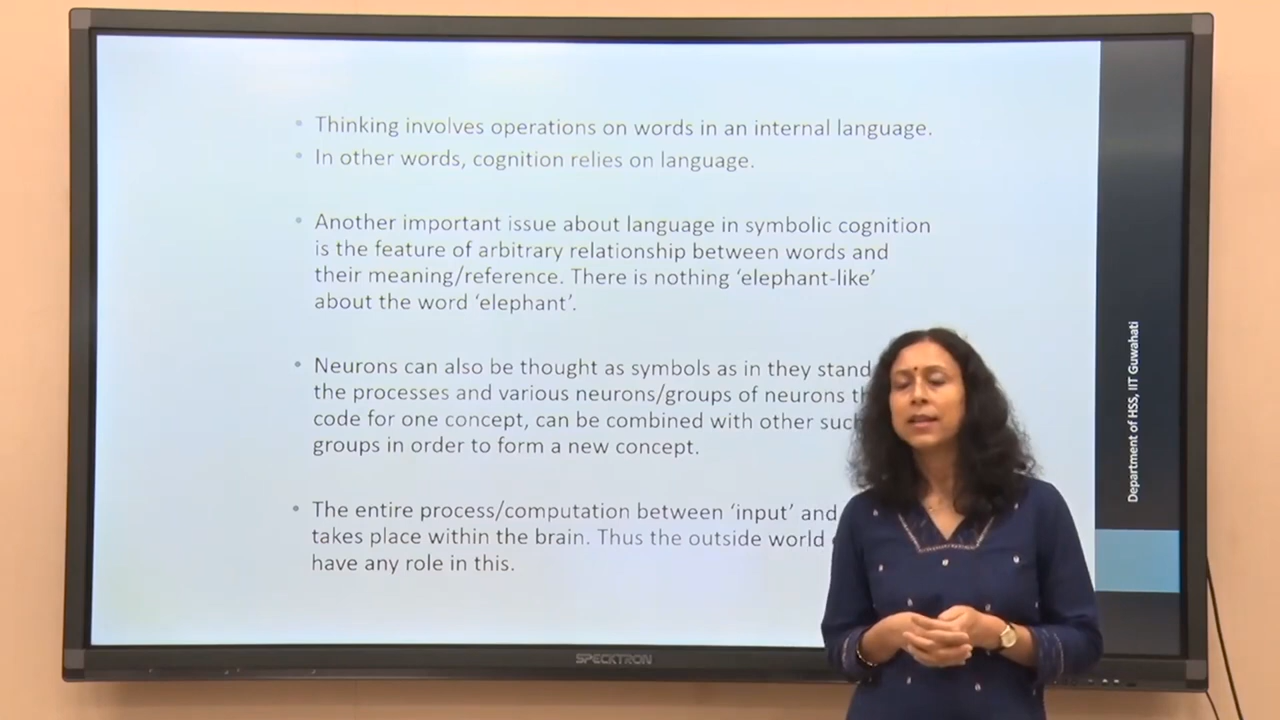 • Thinking involves operations on words in an internal language.
• In other words, cognition relies on language.
• Another important issue about language in symbolic cognition
is the feature of arbitrary relationship between words and
their meaning/reference. There is nothing ‘elephant-like’
about the word ‘elephant’.
• Neurons can also be thought as symbols as in they stand
the processes and various neurons/groups of neurons
code for one concept, can be combined with other such
groups in order to form a new concept.
• The entire process/computation between ‘input’ and
takes place within the brain. Thus the outside world
have any role in this.
Department of HSS, IIT Guwahati
SPECKTRON